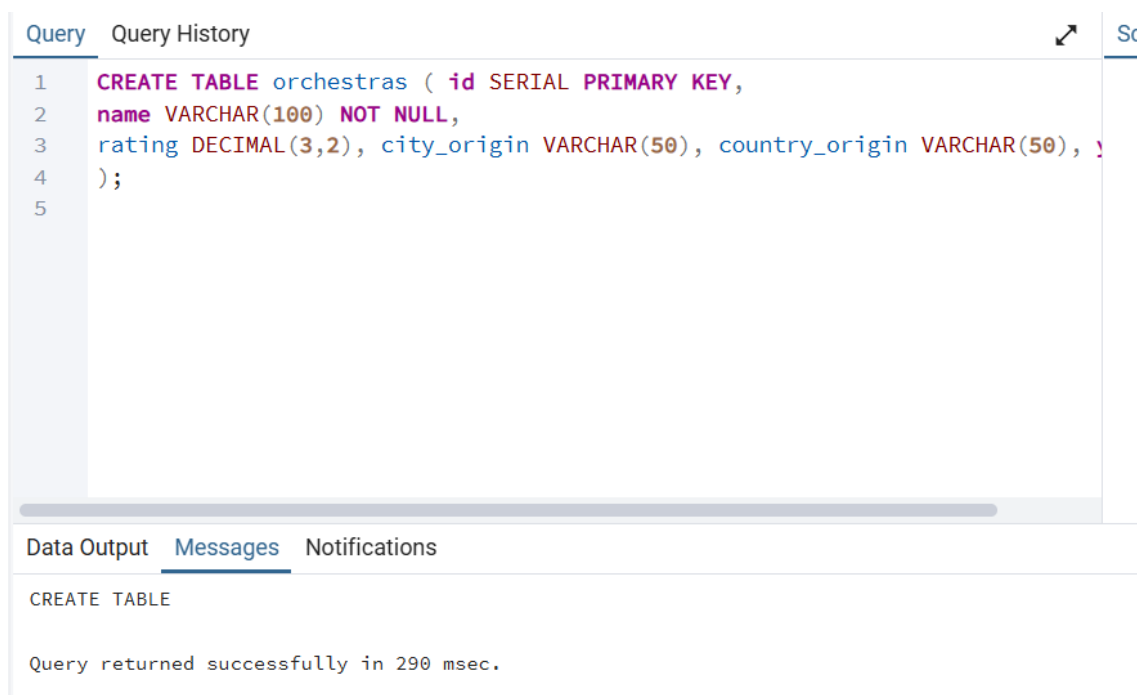 Query Query History
1 CREATE TABLE orchestras ( id SERIAL PRIMARY KEY,
2 name VARCHAR(100) NOT NULL,
3 rating DECIMAL(3,2), city_origin VARCHAR(50), country_origin VARCHAR(50),
4 );
5
Data Output Messages Notifications
CREATE TABLE
Query returned successfully in 290 msec.